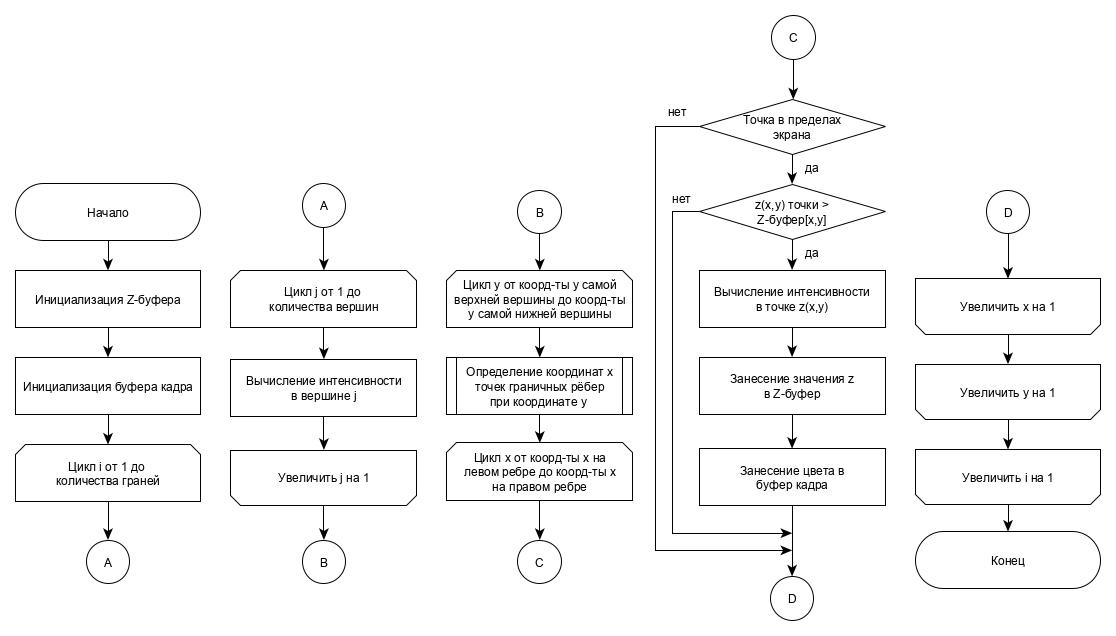 Начало
Инициализация Z-буфера
Инициализация буфера кадра
Цикл i от 1 до
количества граней
A
A
Цикл j от 1 до
количества вершин
Вычисление интенсивности
в вершине j
Увеличить j на 1
B
B
Цикл y от коорд-ты y самой
верхней вершины до коорд-ты
y самой нижней вершины
Определение координат x
точек граничных рёбер
при координате y
Цикл x от коорд-ты x на
левом ребре до коорд-ты x
на правом ребре
C
C
Точка в пределах
экрана
нет
да
z(x,y) точки >
Z-буфер[x,y]
нет
да
Вычисление интенсивности
в точке z(x,y)
Занесение значения z
в Z-буфер
Занесение цвета в
буфер кадра
D
D
Увеличить x на 1
Увеличить y на 1
Увеличить i на 1
Конец